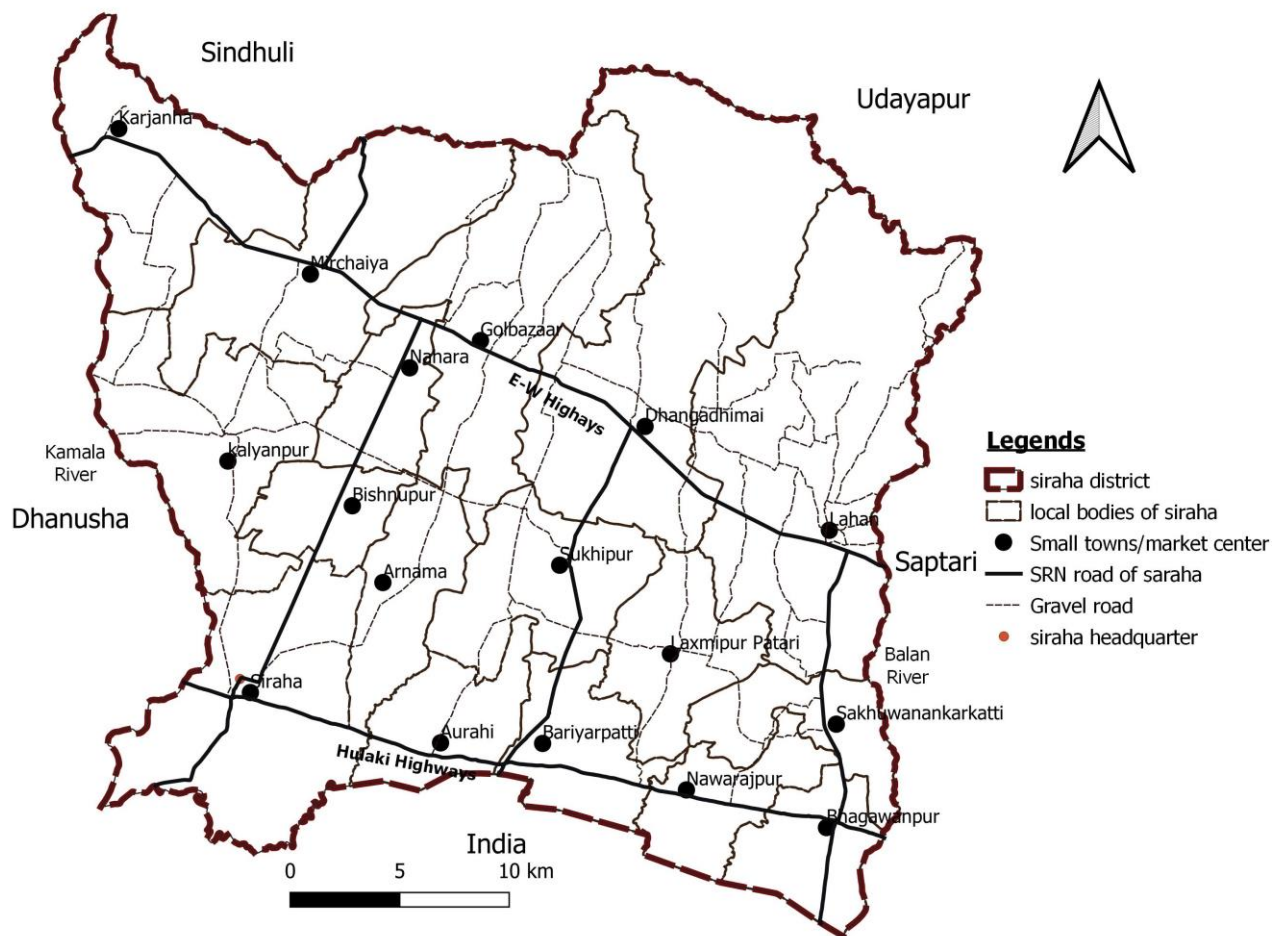 Sindhuli
Udayapur
Karjanha
Mirchaiya
Golbazaar
Nahara
E-W Highays
Dhangadhimai
Kamala
River
kalyanpur
Dhanusha
Bishnupur
Lahan
Saptari
Sukhipur
Arnama
Laxmipur Patari
Balan
River
Siraha
Sakhuwanankarkatti
Aurahi
Bariyarpatti
Hulaki Highways
Nawarajpur
Bhagawanpur
India
0 5 10 km
Legends
siraha district
local bodies of siraha
Small towns/market center
SRN road of saraha
Gravel road
siraha headquarter